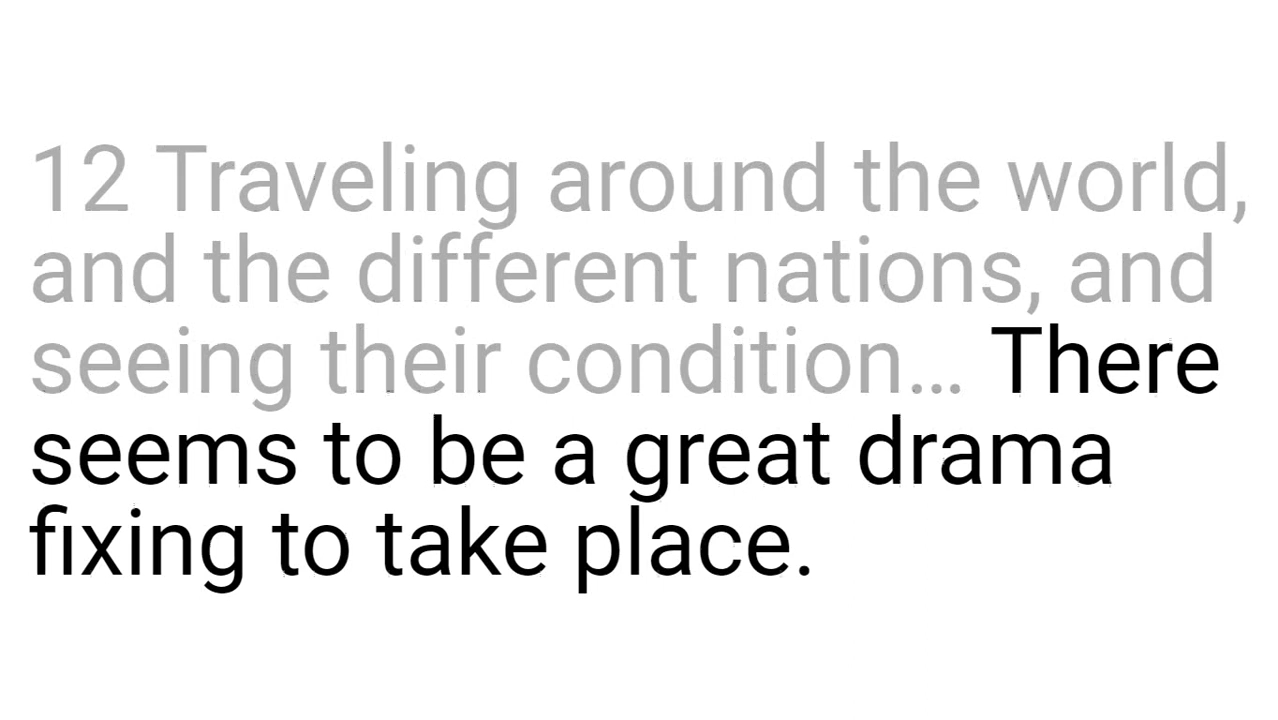 12 Traveling around the world,
and the different nations, and
seeing their condition… There
seems to be a great drama
fixing to take place.